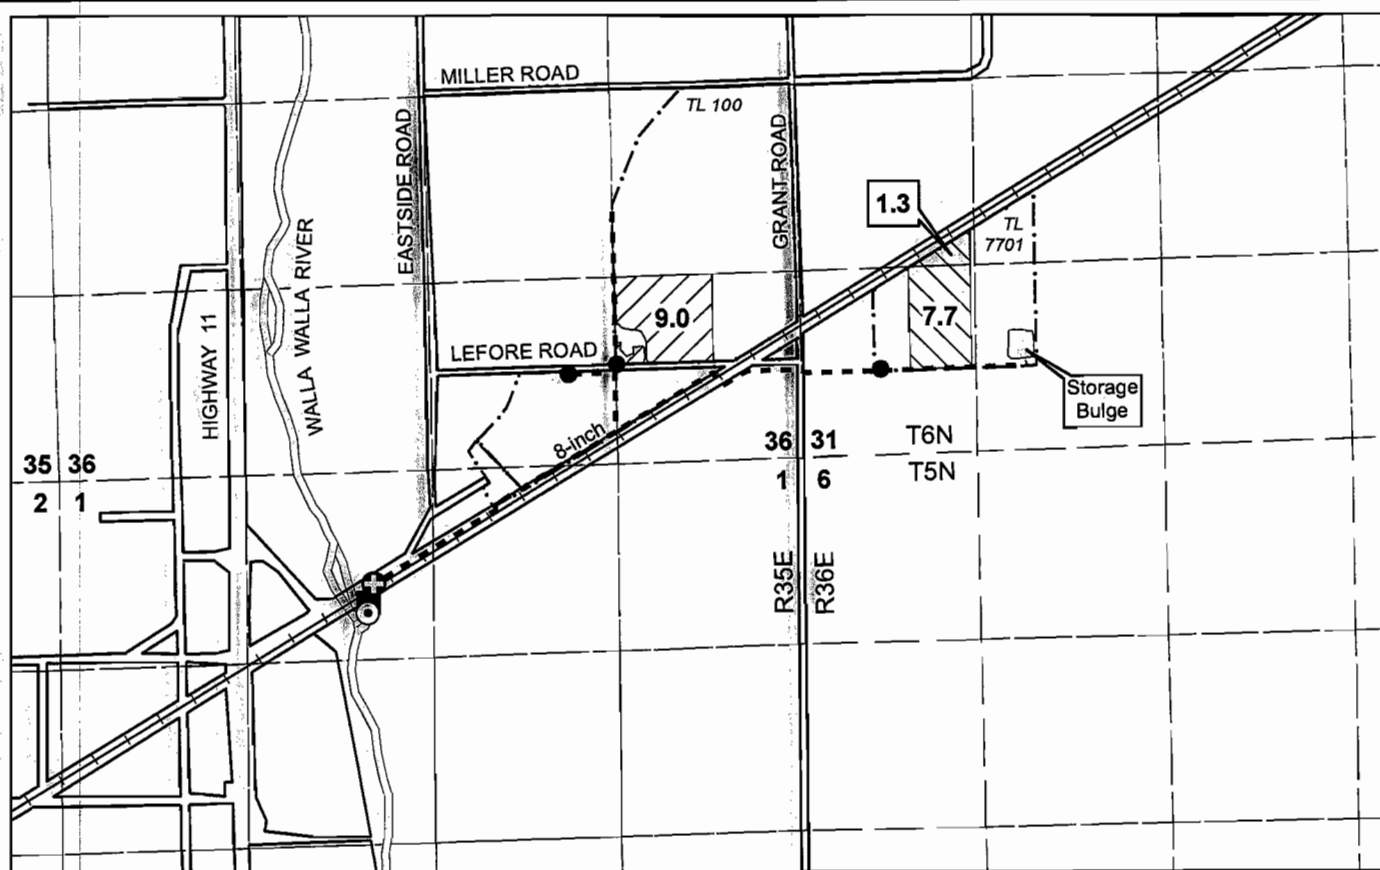 MILLER ROAD
TL 100
EASTSIDE ROAD
GRANT ROAD
1.3
TL
7701
WALLA WALLA RIVER
HIGHWAY 11
9.0
7.7
LEFORE ROAD
Storage
Bulge
8-inch
35 36
2 1
36 31
1 6
T6N
T5N
R35E
R36E